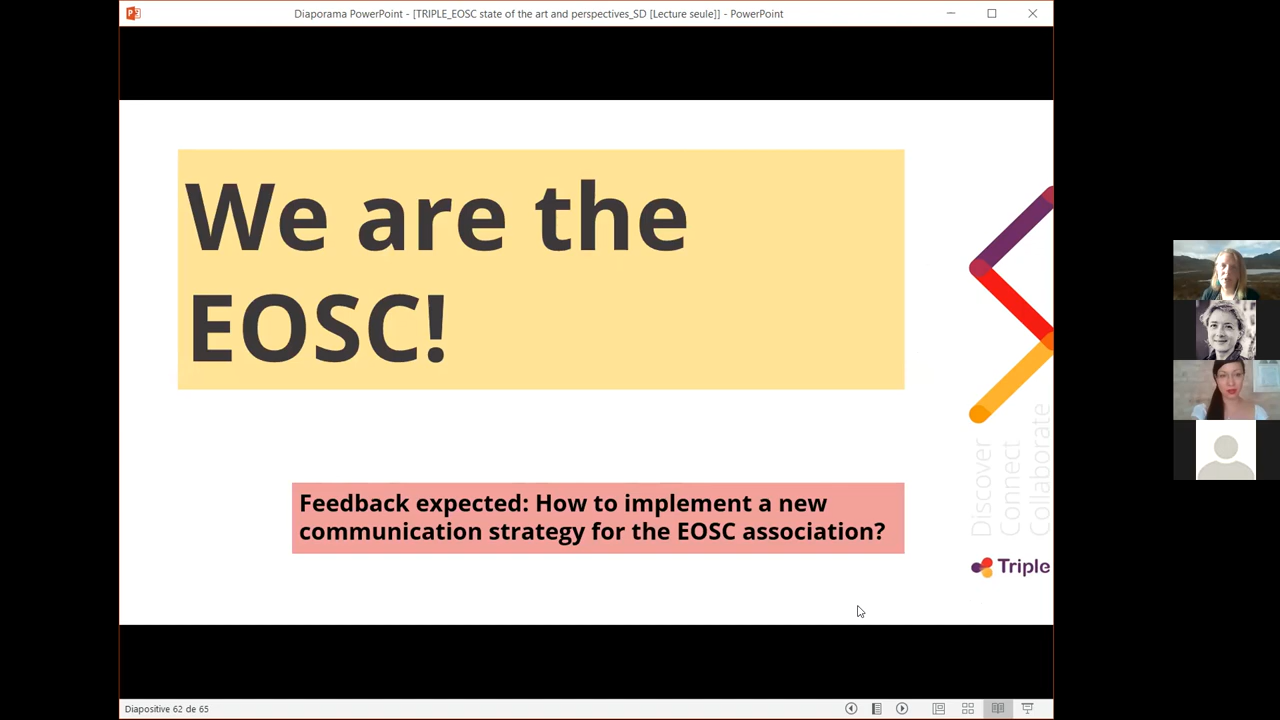 Diaporama PowerPoint - [TRIPLE_EOSC state of the art and perspectives_SD [Lecture seule]] - PowerPoint
We are the
EOSC!
Feedback expected: How to implement a new
communication strategy for the EOSC association?
Discover
Connect
Collaborate
Triple
Diapositive 62 de 65